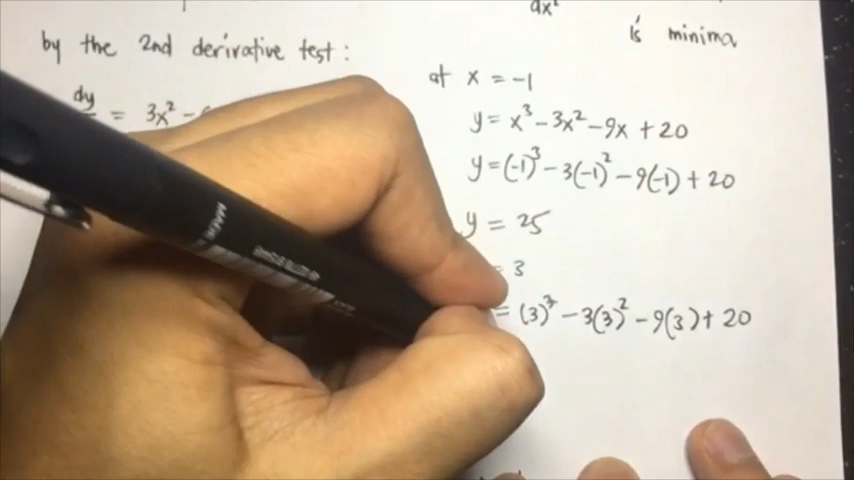 dx²
is minima
by the 2nd derivative test :
dy = 3x² -
at x = -1
y = x³ - 3x² - 9x + 20
y = (-1)³ - 3(-1)² - 9(-1) + 20
y = 25
= 3
= (3)³ - 3(3)² - 9(3) + 20